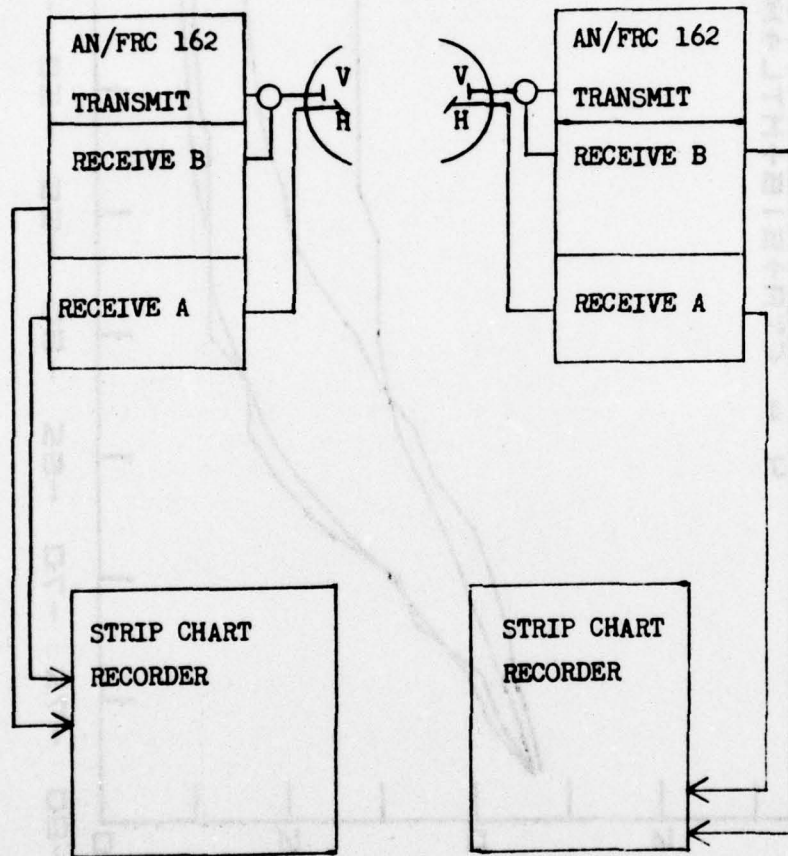 AN/FRC 162
TRANSMIT
RECEIVE B
RECEIVE A
V
H
V
H
AN/FRC 162
TRANSMIT
RECEIVE B
RECEIVE A
STRIP CHART
RECORDER
STRIP CHART
RECORDER